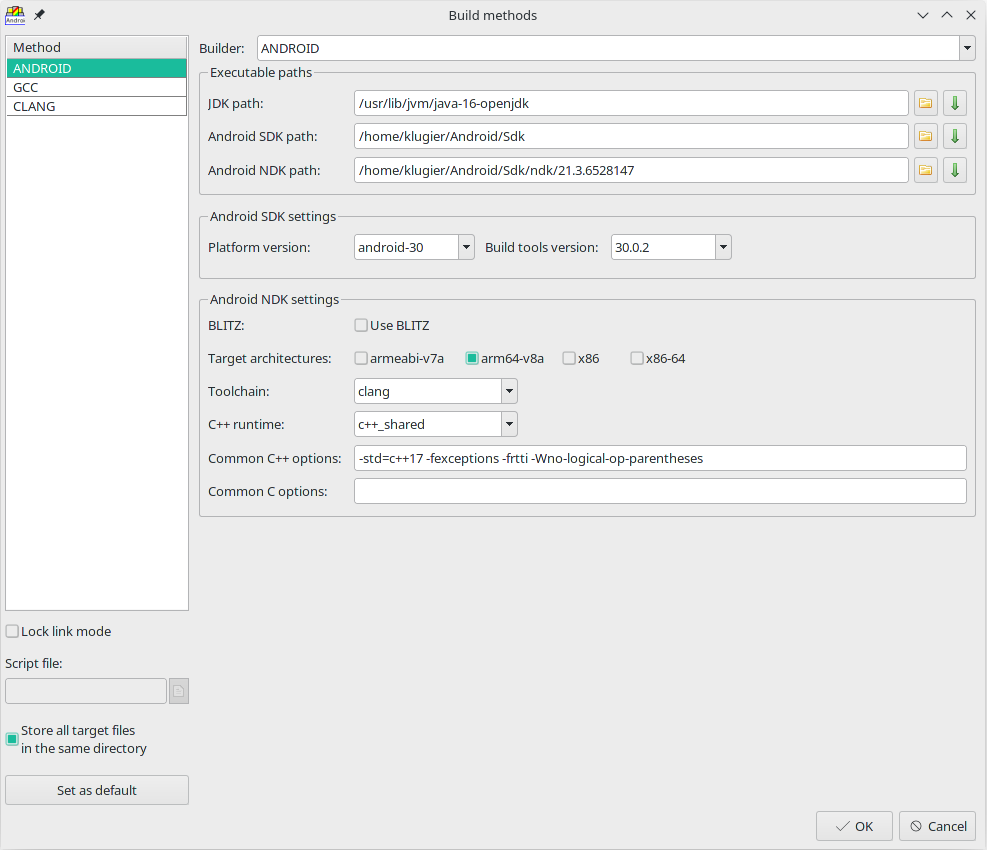 Build methods
Method
ANDROID
GCC
CLANG
Builder: ANDROID
Executable paths
JDK path: /usr/lib/jvm/java-16-openjdk
Android SDK path: /home/klugier/Android/Sdk
Android NDK path: /home/klugier/Android/Sdk/ndk/21.3.6528147
Android SDK settings
Platform version: android-30 Build tools version: 30.0.2
Android NDK settings
BLITZ: Use BLITZ
Target architectures: armeabi-v7a arm64-v8a x86 x86-64
Toolchain: clang
C++ runtime: c++_shared
Common C++ options: -std=c++17 -fexceptions -frtti -Wno-logical-op-parentheses
Common C options:
Lock link mode
Script file:
Store all target files
in the same directory
Set as default
OK Cancel